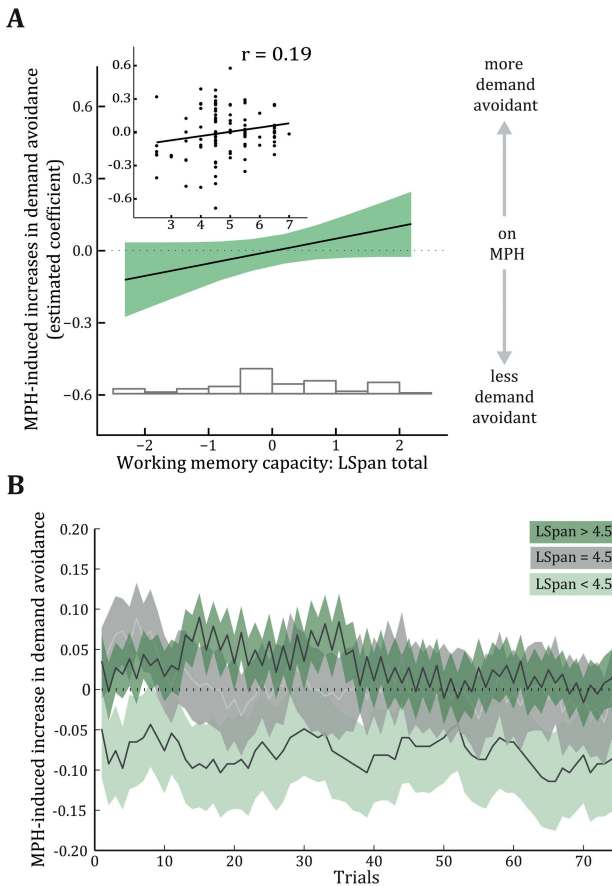 A
r = 0.19
0.6
0.3
0.0
-0.3
-0.6
3
4
5
6
7
MPH-induced increases in demand avoidance
(estimated coefficient)
0.6
0.3
0.0
−0.3
−0.6
−2
−1
0
1
2
Working memory capacity: LSpan total
more
demand
avoidant
on
MPH
less
demand
avoidant
B
MPH-induced increase in demand avoidance
0.20
0.15
0.10
0.05
0
-0.05
-0.10
-0.15
-0.20
0
10
20
30
40
50
60
70
Trials
LSpan > 4.5
LSpan = 4.5
LSpan < 4.5